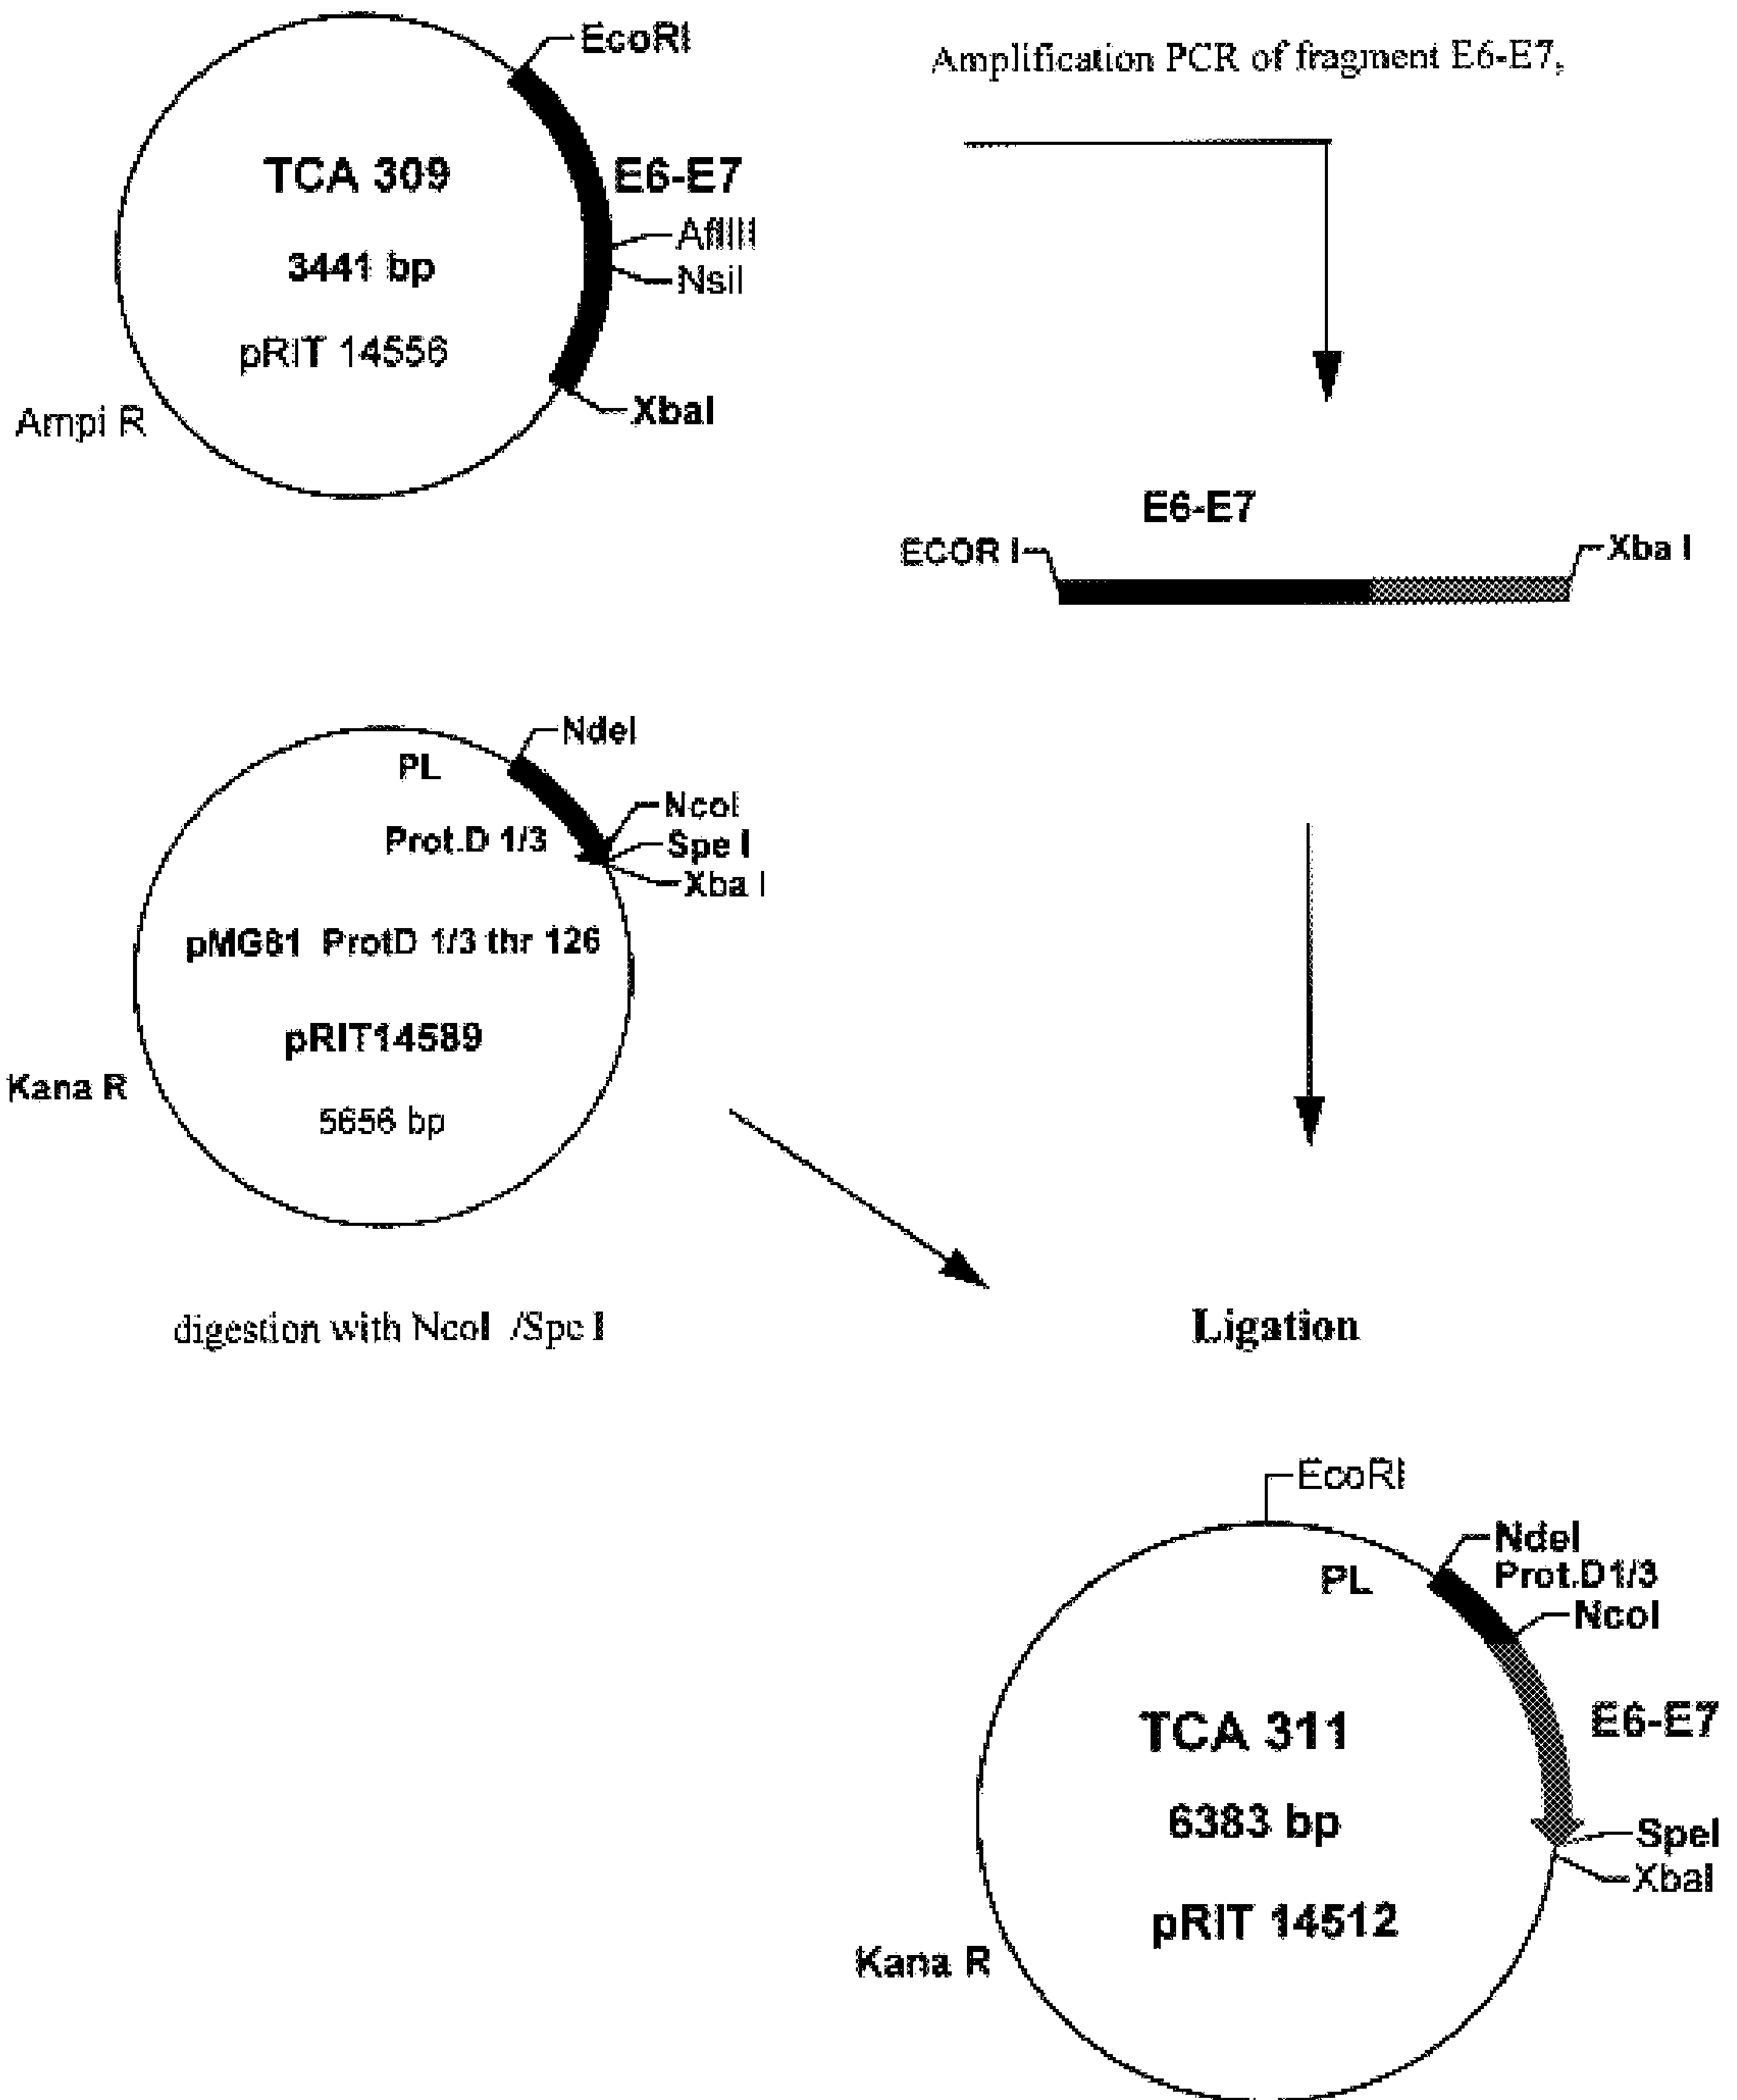 EcoRI
Amplification PCR of fragment E6-E7,
TCA 309
E6-E7
AflIII
3441 bp
NsiI
pRIT 14556
XbaI
Ampi R
E6-E7
ECOR I
Xba I
NdeI
PL
NcoI
Prot.D 1/3
Spe I
Xba I
pMG81 ProtD 1/3 thr 126
pRIT14589
Kana R
5656 bp
digestion with NcoI /Spe I
Ligation
EcoRI
NdeI
PL
Prot.D1/3
NcoI
E6-E7
TCA 311
6383 bp
SpeI
XbaI
pRIT 14512
Kana R